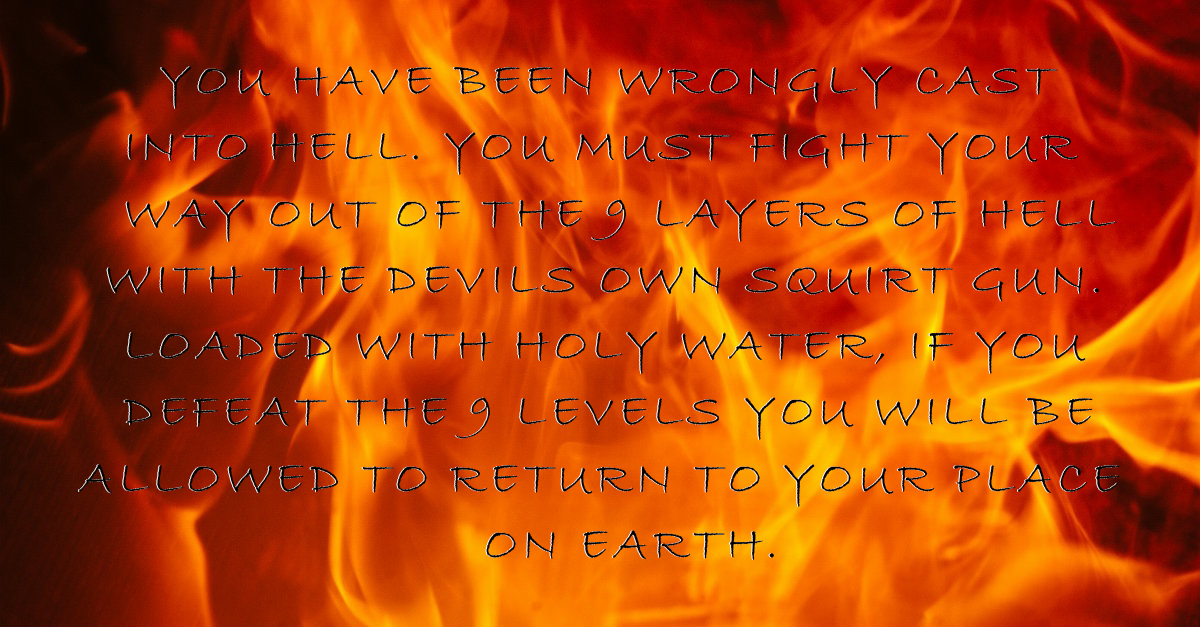 YOU HAVE BEEN WRONGLY CAST
INTO HELL. YOU MUST FIGHT YOUR
WAY OUT OF THE 9 LAYERS OF HELL
WITH THE DEVILS OWN SQUIRT GUN.
LOADED WITH HOLY WATER, IF YOU
DEFEAT THE 9 LEVELS YOU WILL BE
ALLOWED TO RETURN TO YOUR PLACE
ON EARTH.